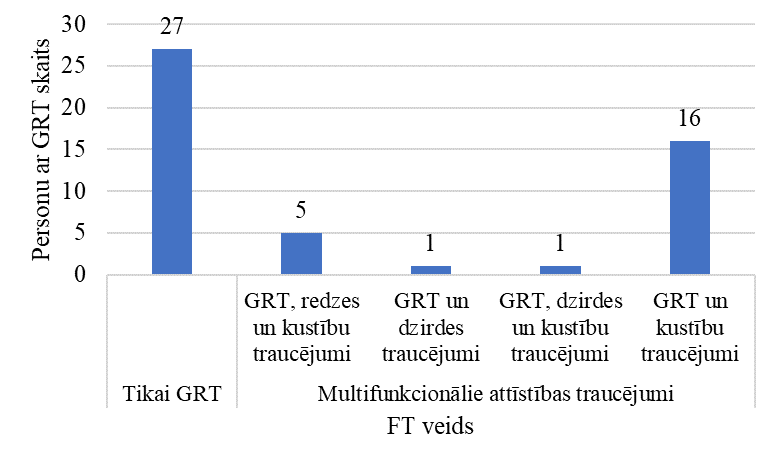 Personu ar GRT skaits
30
25
20
15
10
5
0
27
5
1
1
16
GRT, redzes
un kustību
traucējumi
GRT un
dzirdes
traucējumi
GRT, dzirdes
un kustību
traucējumi
GRT un
kustību
traucējumi
Tikai GRT
Multifunkcionālie attīstības traucējumi
FT veids